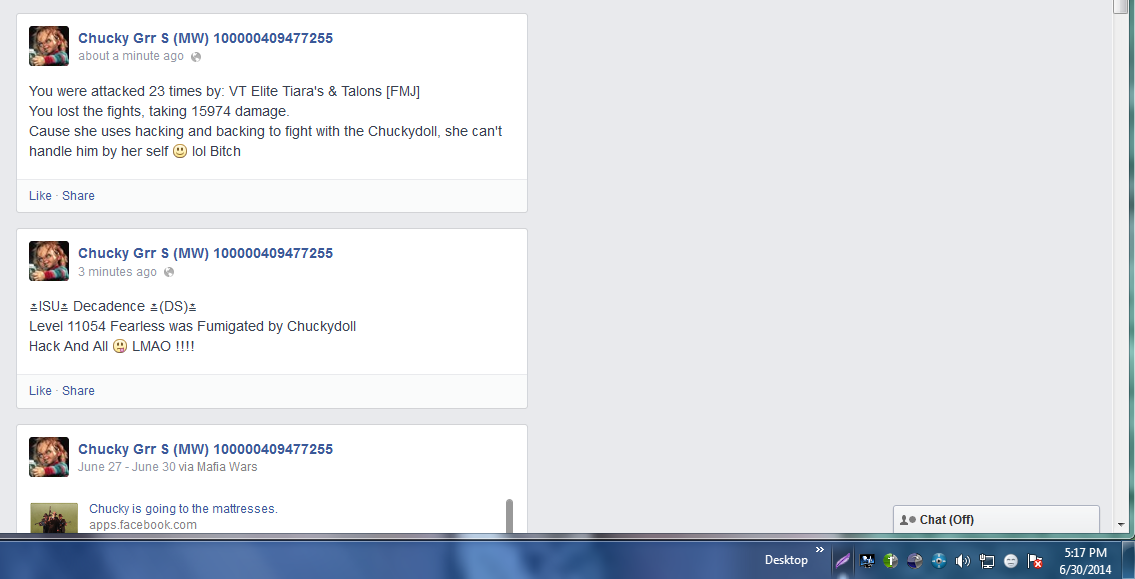 Chucky Grr S (MW) 100000409477255
about a minute ago
You were attacked 23 times by: VT Elite Tiara's & Talons [FMJ]
You lost the fights, taking 15974 damage.
Cause she uses hacking and backing to fight with the Chuckydoll, she can't
handle him by her self 😃 lol Bitch
Like · Share
Chucky Grr S (MW) 100000409477255
3 minutes ago
≛ISU≛ Decadence ≛(DS)≛
Level 11054 Fearless was Fumigated by Chuckydoll
Hack And All 😛 LMAO !!!!
Like · Share
Chucky Grr S (MW) 100000409477255
June 27 - June 30 via Mafia Wars
Chucky is going to the mattresses.
apps.facebook.com
Chat (Off)
Desktop »
5:17 PM
6/30/2014